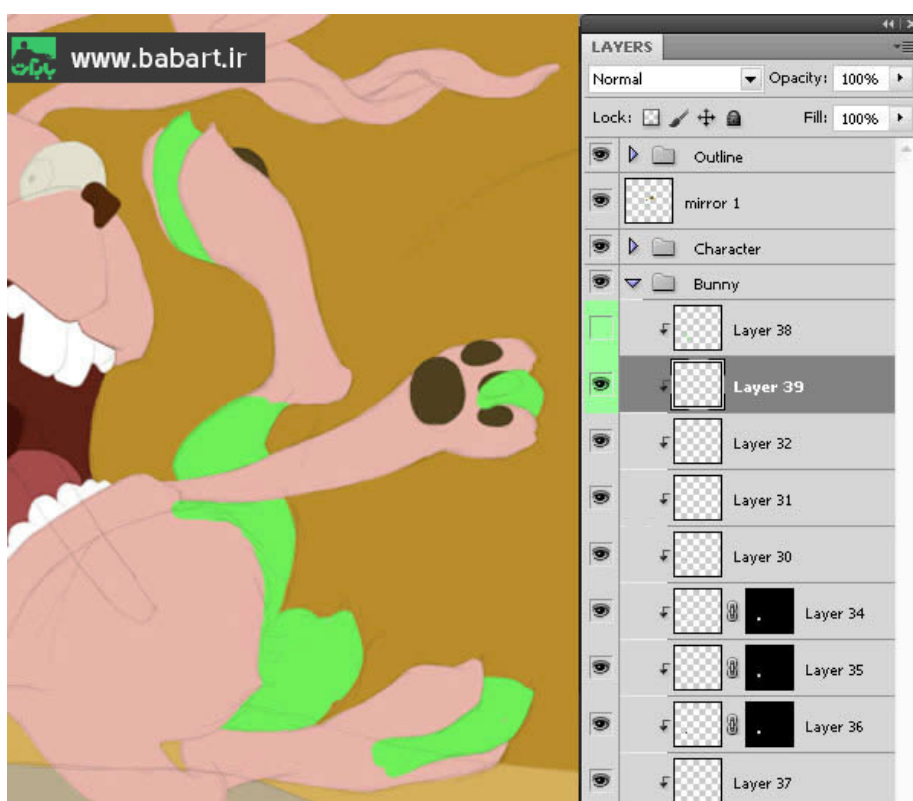 بابآرت
www.babart.ir
LAYERS
Normal
Opacity: 100%
Lock:
Fill: 100%
Outline
mirror 1
Character
Bunny
Layer 38
Layer 39
Layer 32
Layer 31
Layer 30
Layer 34
Layer 35
Layer 36
Layer 37